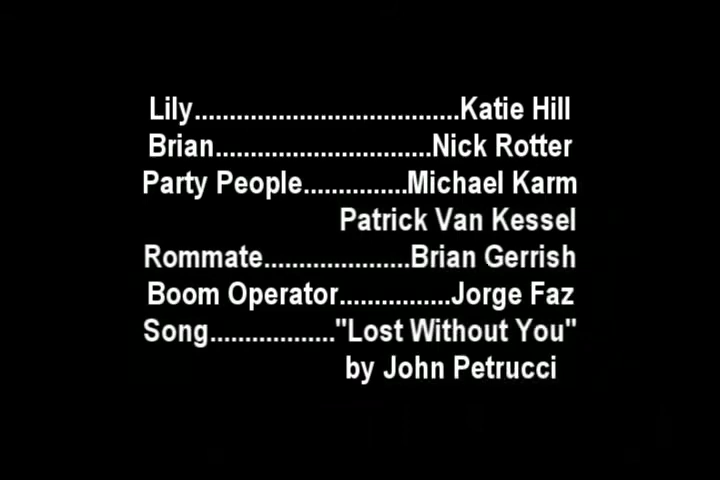 Lily......................................Katie Hill
Brian...............................Nick Rotter
Party People...............Michael Karm
Patrick Van Kessel
Rommate.....................Brian Gerrish
Boom Operator................Jorge Faz
Song..................."Lost Without You"
by John Petrucci